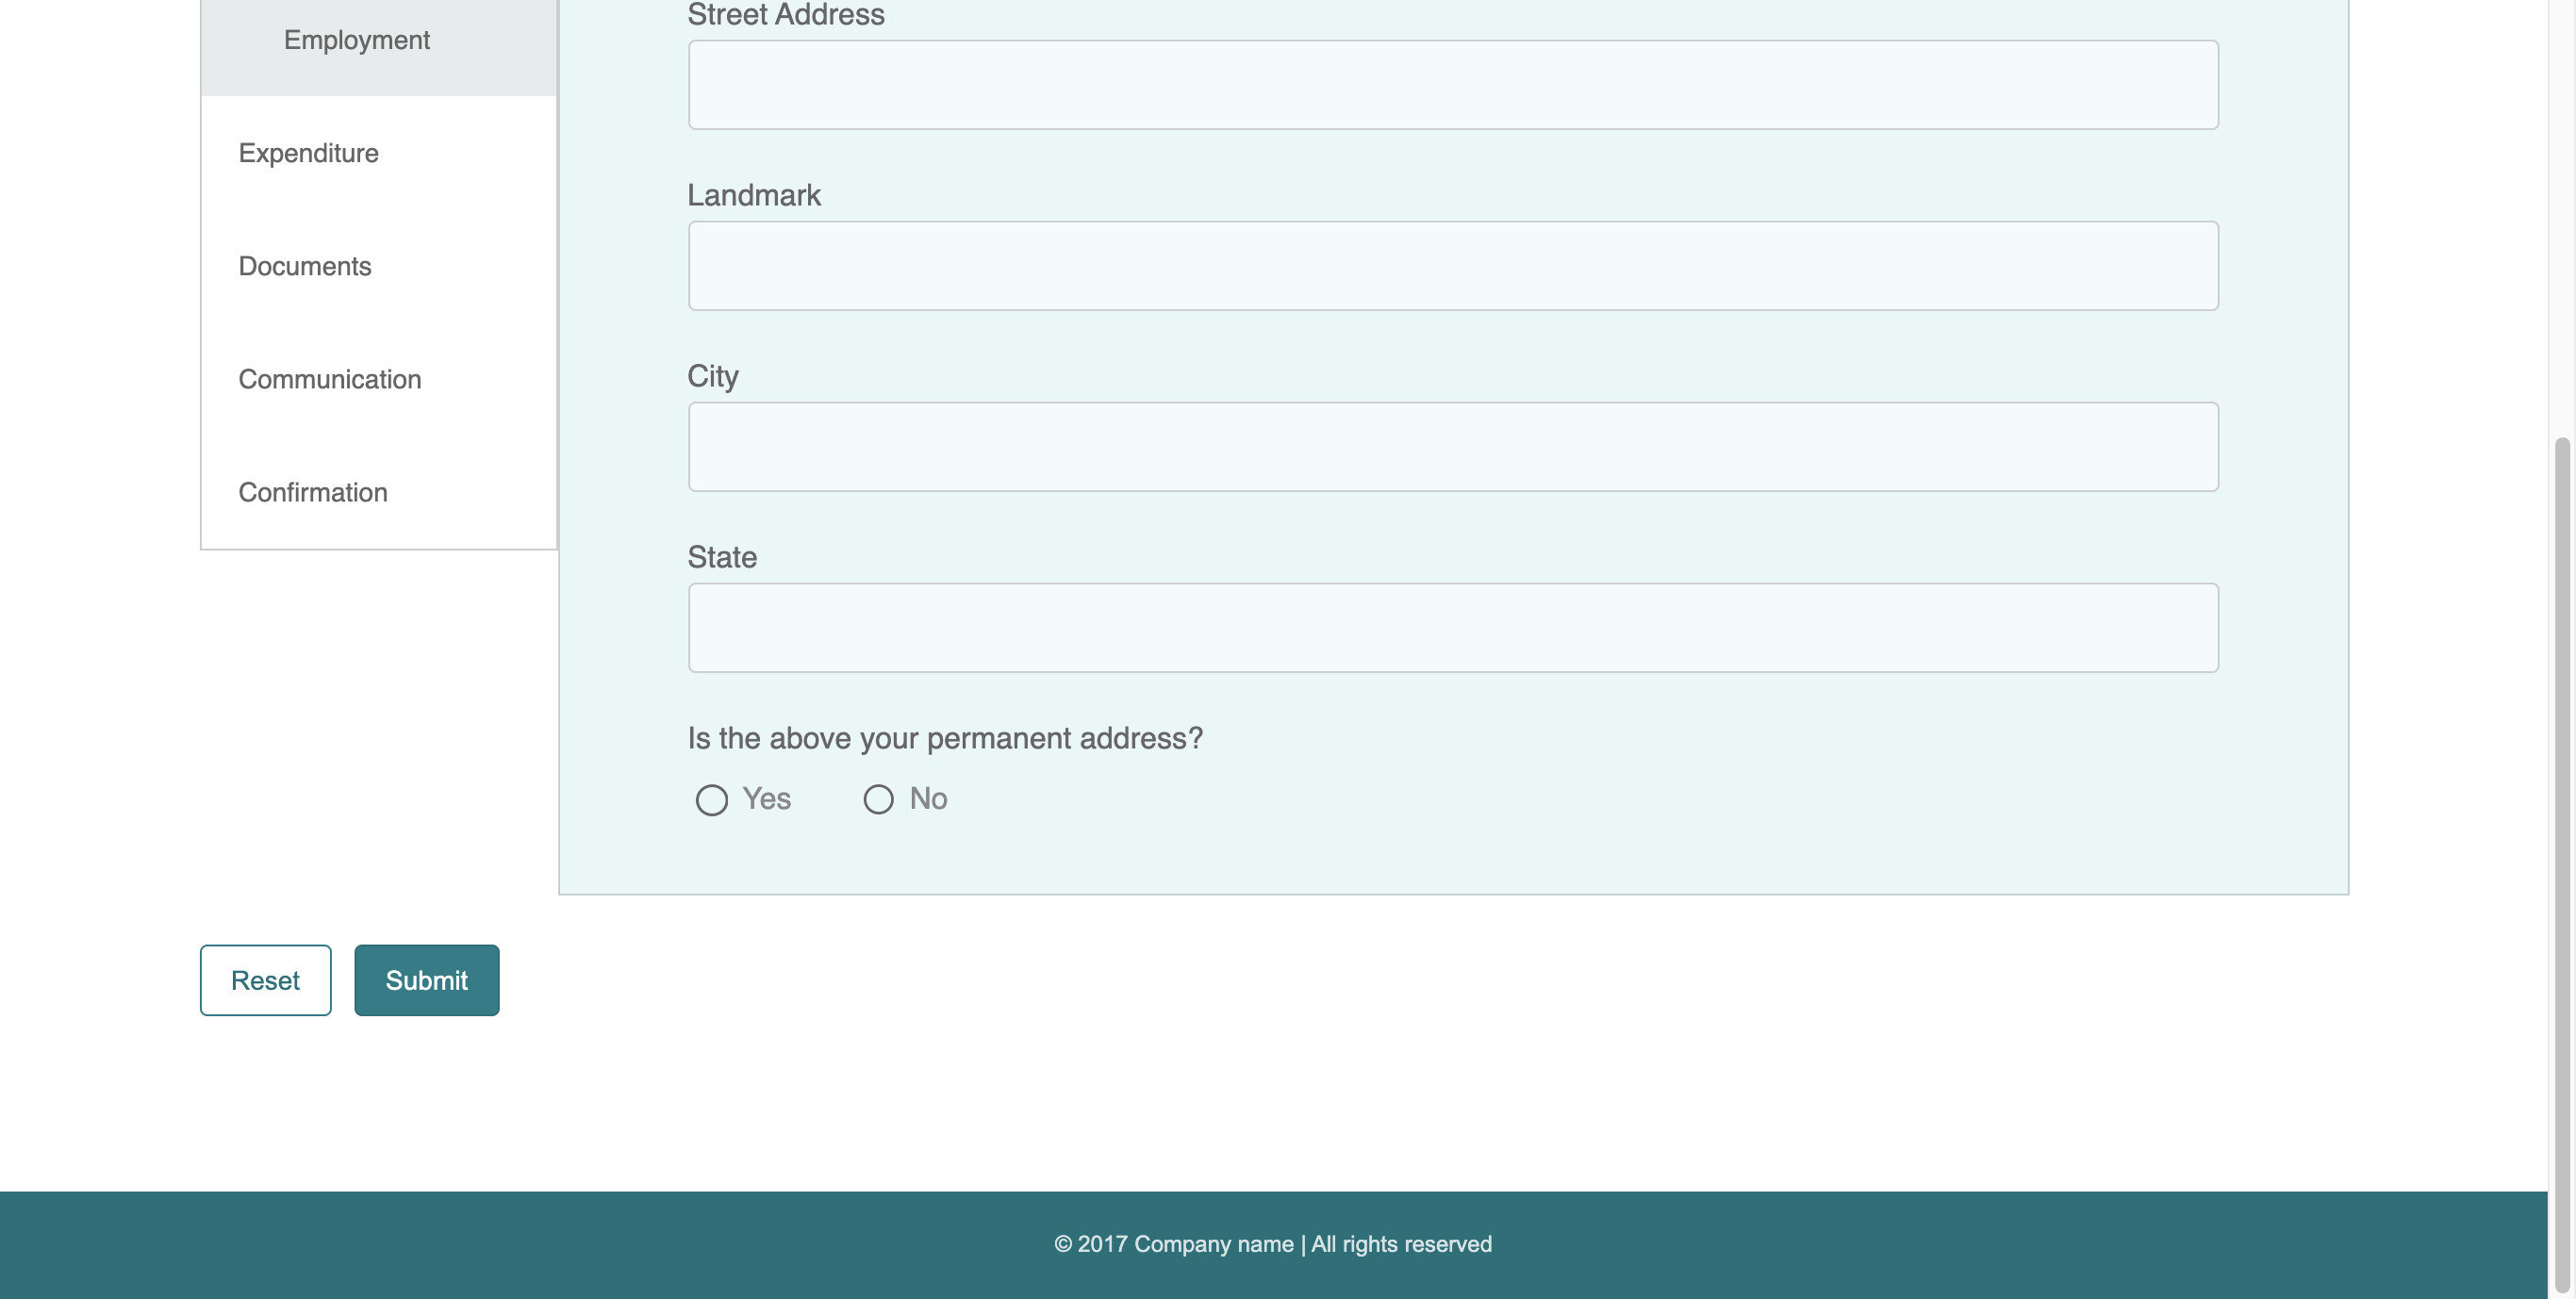 Employment
Expenditure
Documents
Communication
Confirmation
Street Address
Landmark
City
State
Is the above your permanent address?
Yes No
Reset Submit
© 2017 Company name | All rights reserved